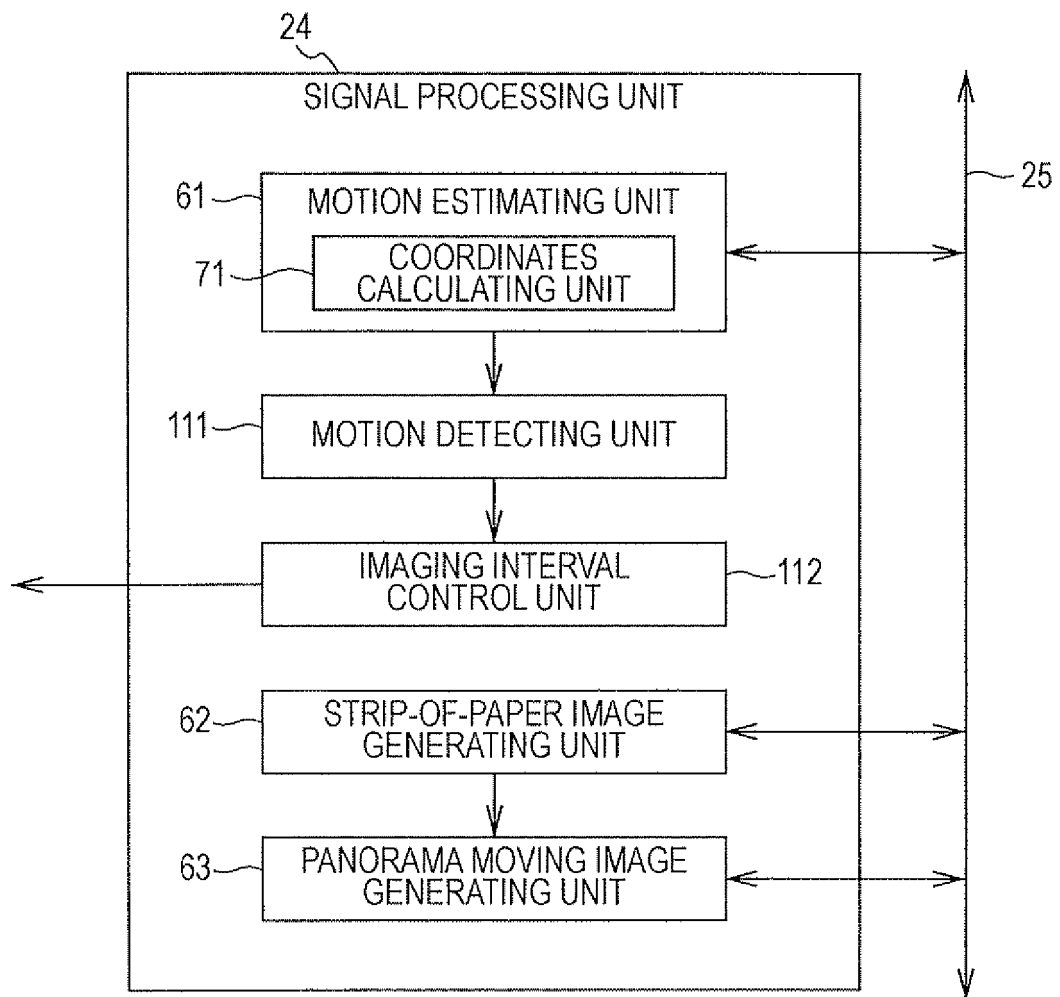 24
SIGNAL PROCESSING UNIT
25
61
MOTION ESTIMATING UNIT
71
COORDINATES
CALCULATING UNIT
111
MOTION DETECTING UNIT
IMAGING INTERVAL
CONTROL UNIT
112
62
STRIP-OF-PAPER IMAGE
GENERATING UNIT
63
PANORAMA MOVING IMAGE
GENERATING UNIT